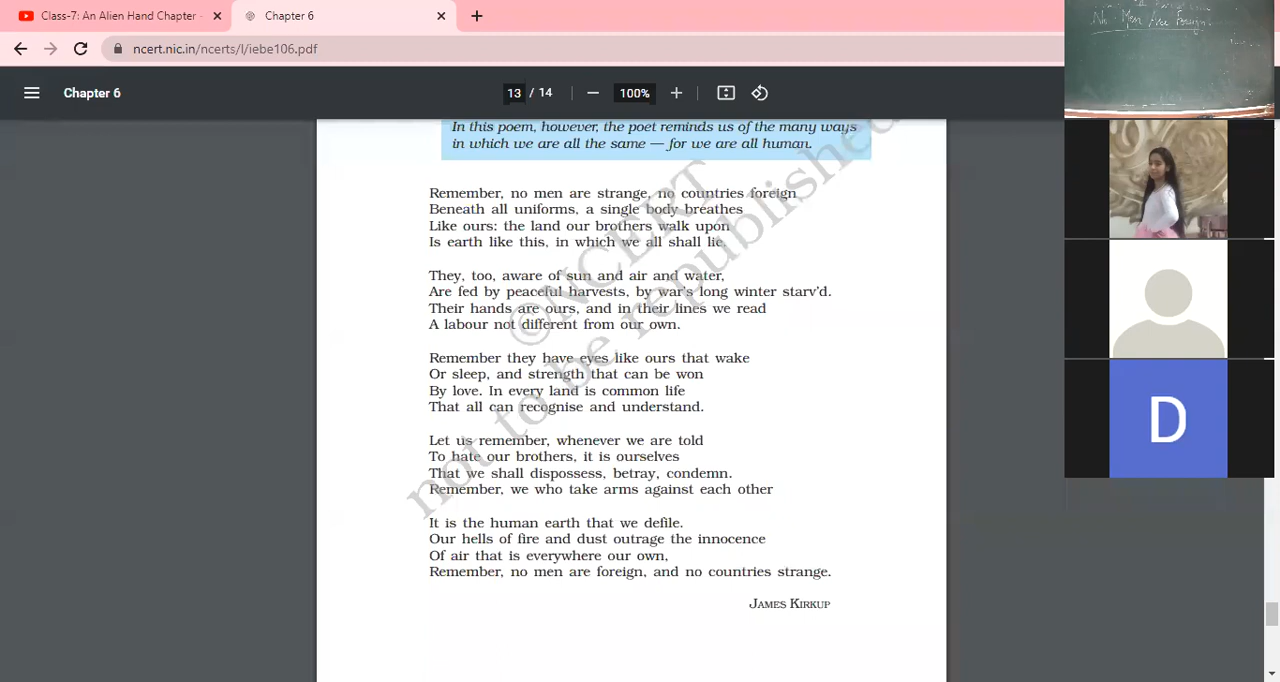 Class-7: An Alien Hand Chapter
Chapter 6
ncert.nic.in/ncerts/l/iebe106.pdf
Chapter 6
13 / 14
100%
No Men Are Foreign
In this poem, however, the poet reminds us of the many ways
in which we are all the same — for we are all human.
Remember, no men are strange, no countries foreign
Beneath all uniforms, a single body breathes
Like ours: the land our brothers walk upon
Is earth like this, in which we all shall lie.
They, too, aware of sun and air and water,
Are fed by peaceful harvests, by war's long winter starv'd.
Their hands are ours, and in their lines we read
A labour not different from our own.
Remember they have eyes like ours that wake
Or sleep, and strength that can be won
By love. In every land is common life
That all can recognise and understand.
Let us remember, whenever we are told
To hate our brothers, it is ourselves
That we shall dispossess, betray, condemn.
Remember, we who take arms against each other
It is the human earth that we defile.
Our hells of fire and dust outrage the innocence
Of air that is everywhere our own,
Remember, no men are foreign, and no countries strange.
JAMES KIRKUP
©NCERT
not to be republished
D